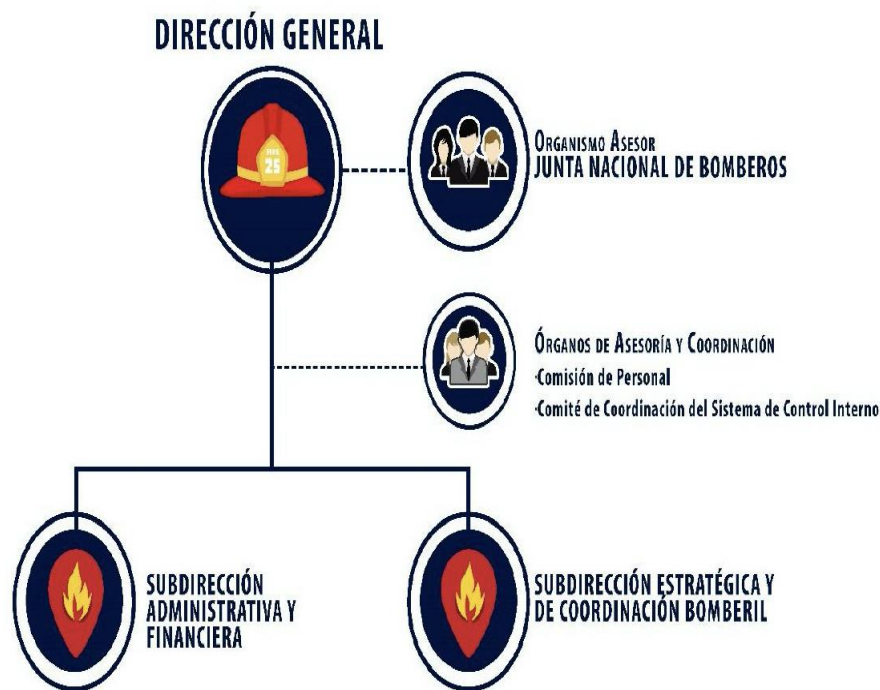 DIRECCIÓN GENERAL
25
ORGANISMO ASESOR
JUNTA NACIONAL DE BOMBEROS
ÓRGANOS DE ASESORÍA Y COORDINACIÓN
·Comisión de Personal
·Comité de Coordinación del Sistema de Control Interno
SUBDIRECCIÓN
ADMINISTRATIVA Y
FINANCIERA
SUBDIRECCIÓN ESTRATÉGICA Y
DE COORDINACIÓN BOMBERIL